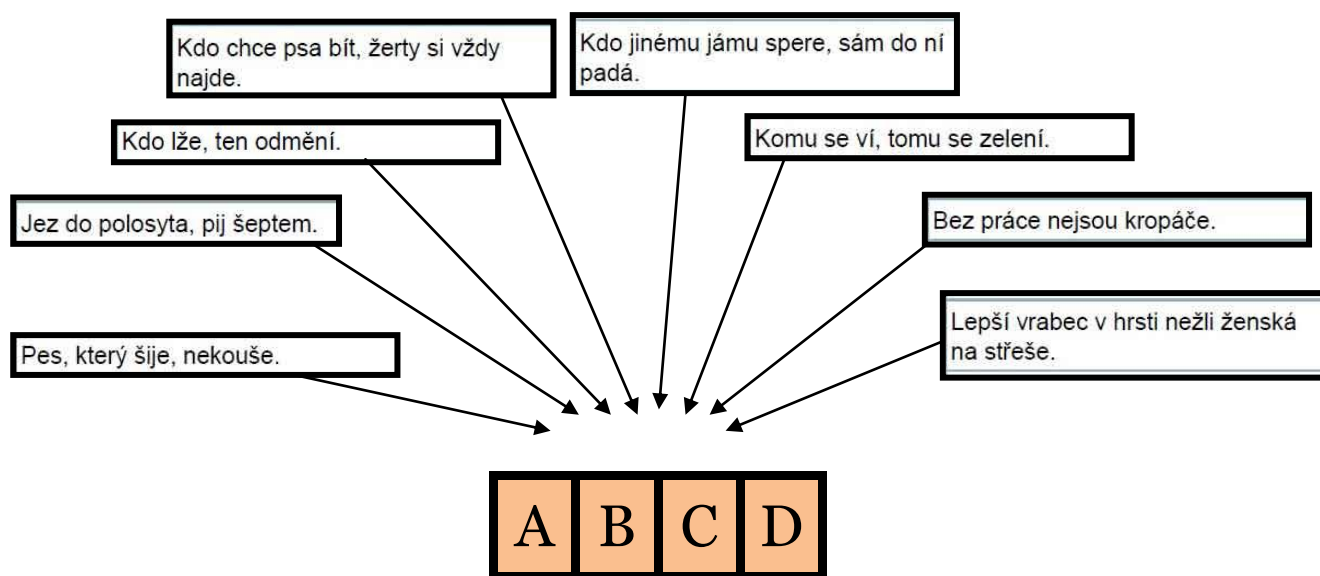 Kdo chce psa bít, žerty si vždy
najde.
Kdo jinému jámu spere, sám do ní
padá.
Kdo lže, ten odmění.
Komu se ví, tomu se zelení.
Jez do polosyta, pij šeptem.
Bez práce nejsou kropáče.
Pes, který šije, nekouše.
Lepší vrabec v hrsti nežli ženská
na střeše.
A B C D